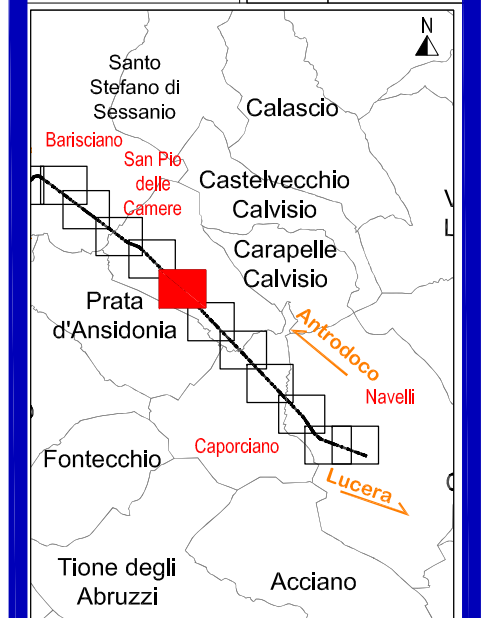 N
Santo
Stefano di
Sessanio
Calascio
Barisciano
San Pio
delle
Camere
Castelvecchio
Calvisio
Carapelle
Calvisio
Prata
d'Ansidonia
Antrodoco
Navelli
Caporciano
Fontecchio
Lucera
Tione degli
Abruzzi
Acciano